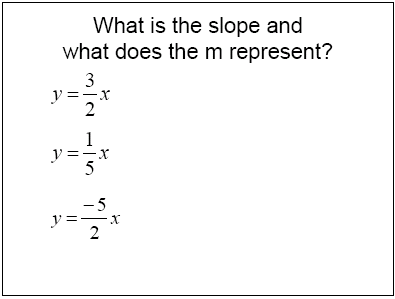 What is the slope and
what does the m represent?
y = 3/2 x
y = 1/5 x
y = -5/2 x